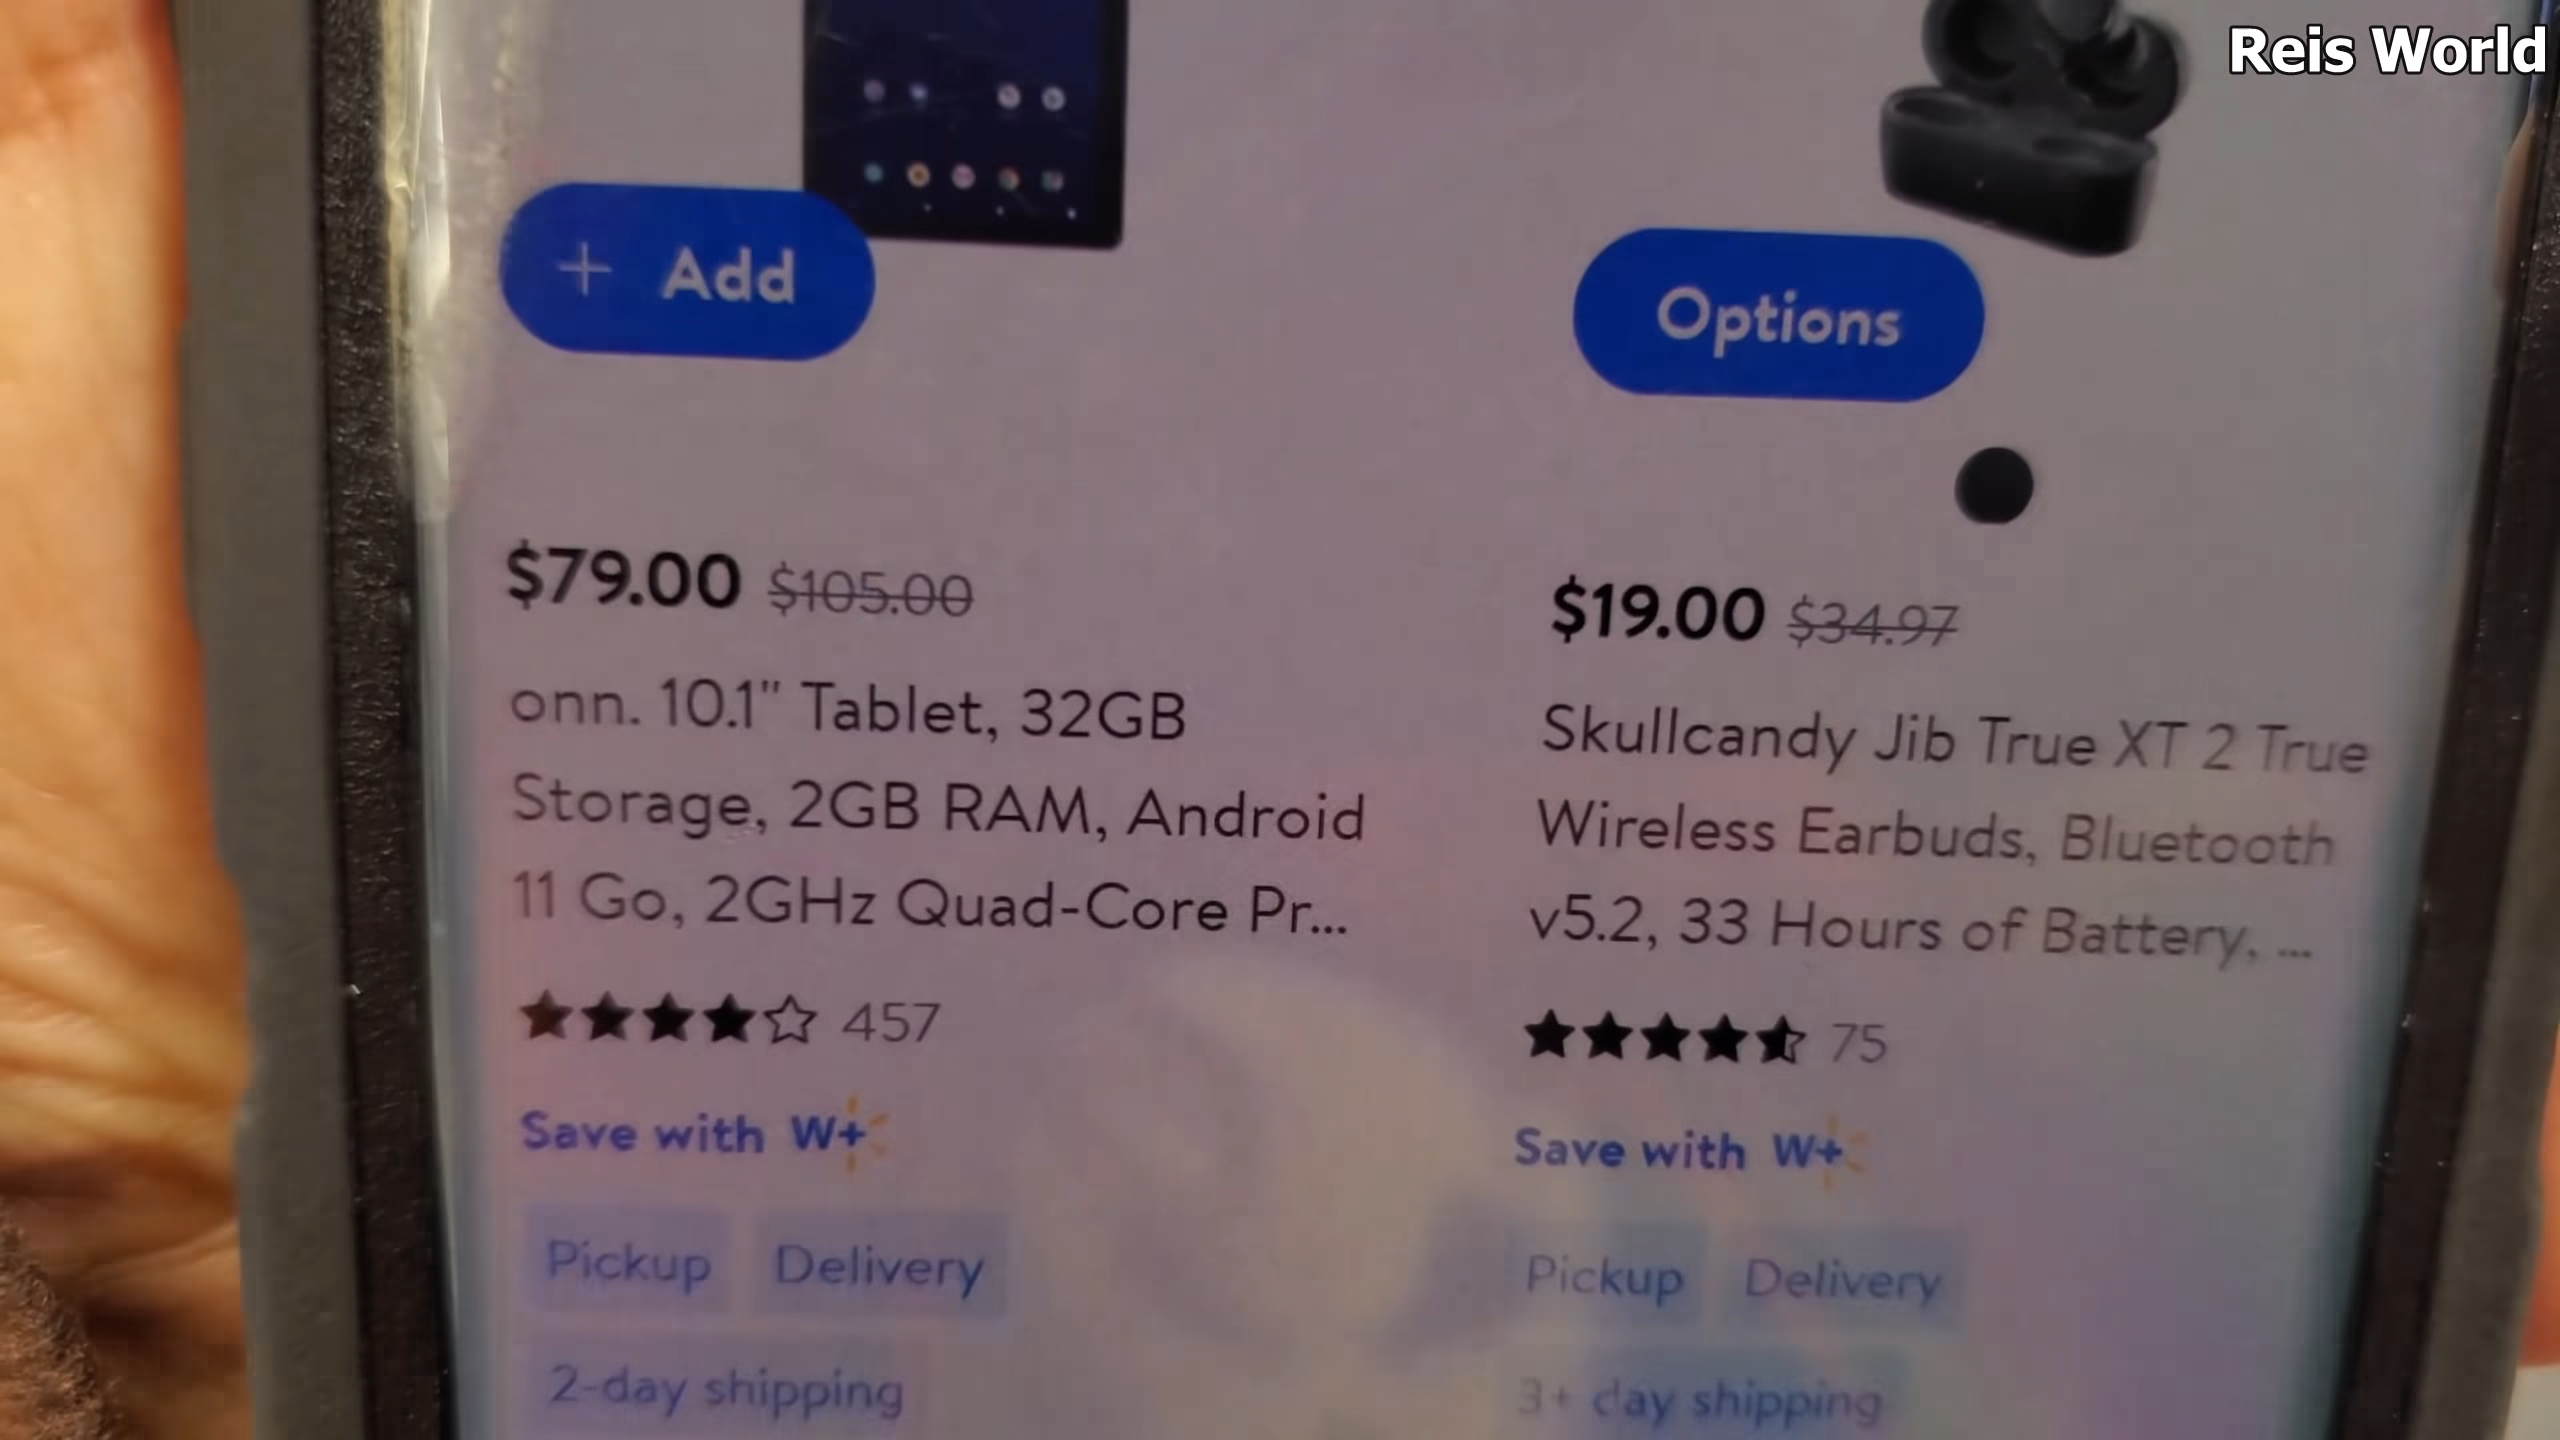 Reis World
+ Add
Options
$79.00 $105.00
onn. 10.1" Tablet, 32GB
Storage, 2GB RAM, Android
11 Go, 2GHz Quad-Core Pr...
457
Save with W+
Pickup Delivery
2-day shipping
$19.00 $34.97
Skullcandy Jib True XT 2 True
Wireless Earbuds, Bluetooth
v5.2, 33 Hours of Battery, ...
75
Save with W+
Pickup Delivery
3+ day shipping